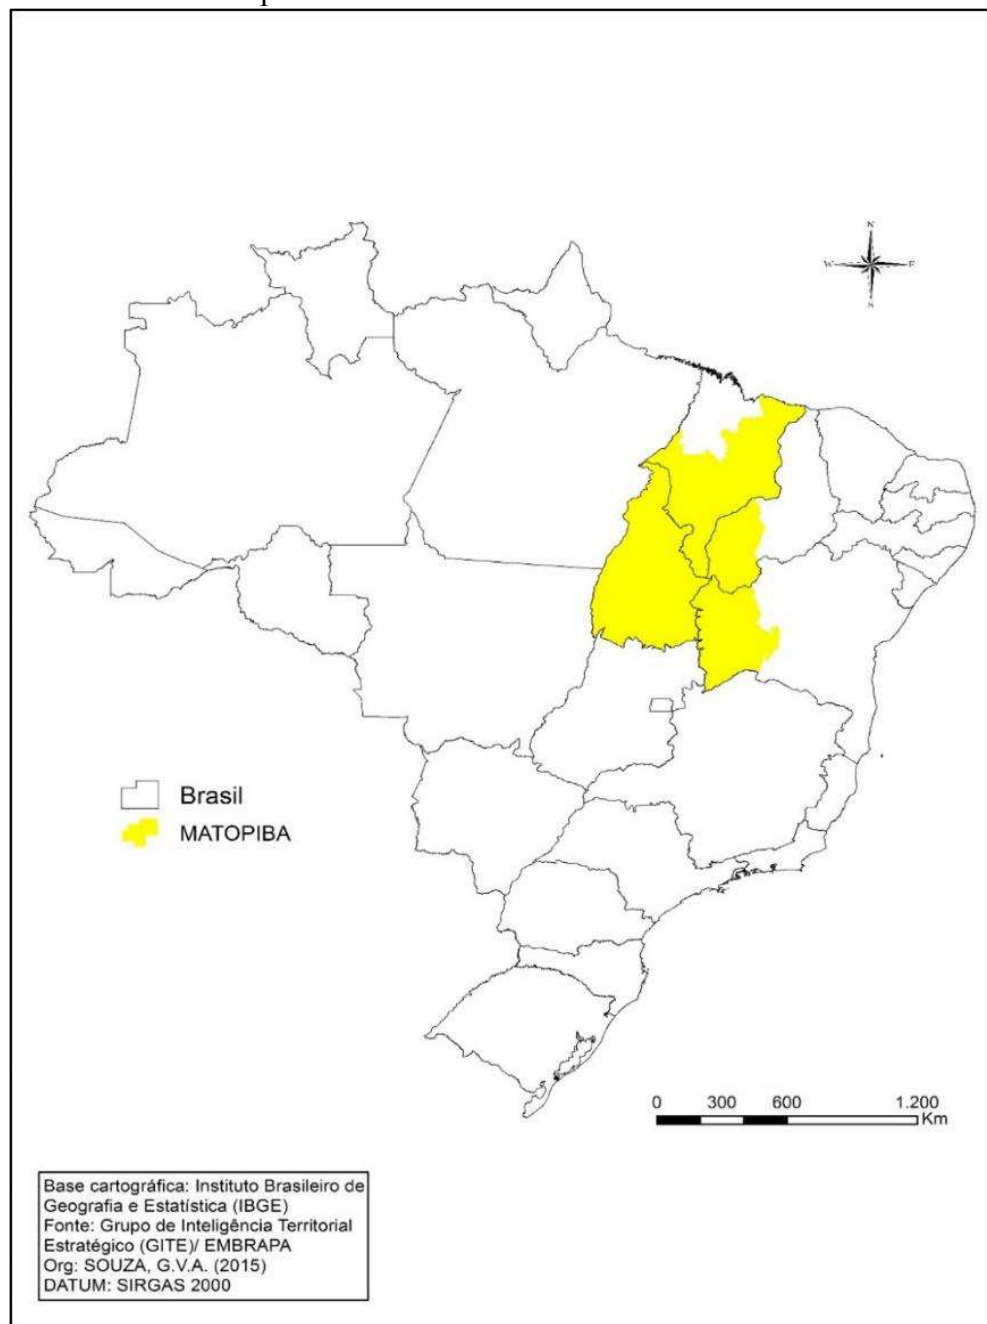 N
W E
S
Brasil
MATOPIBA
0 300 600 1.200
Km
Base cartográfica: Instituto Brasileiro de
Geografia e Estatística (IBGE)
Fonte: Grupo de Inteligência Territorial
Estratégico (GITE)/ EMBRAPA
Org: SOUZA, G.V.A. (2015)
DATUM: SIRGAS 2000